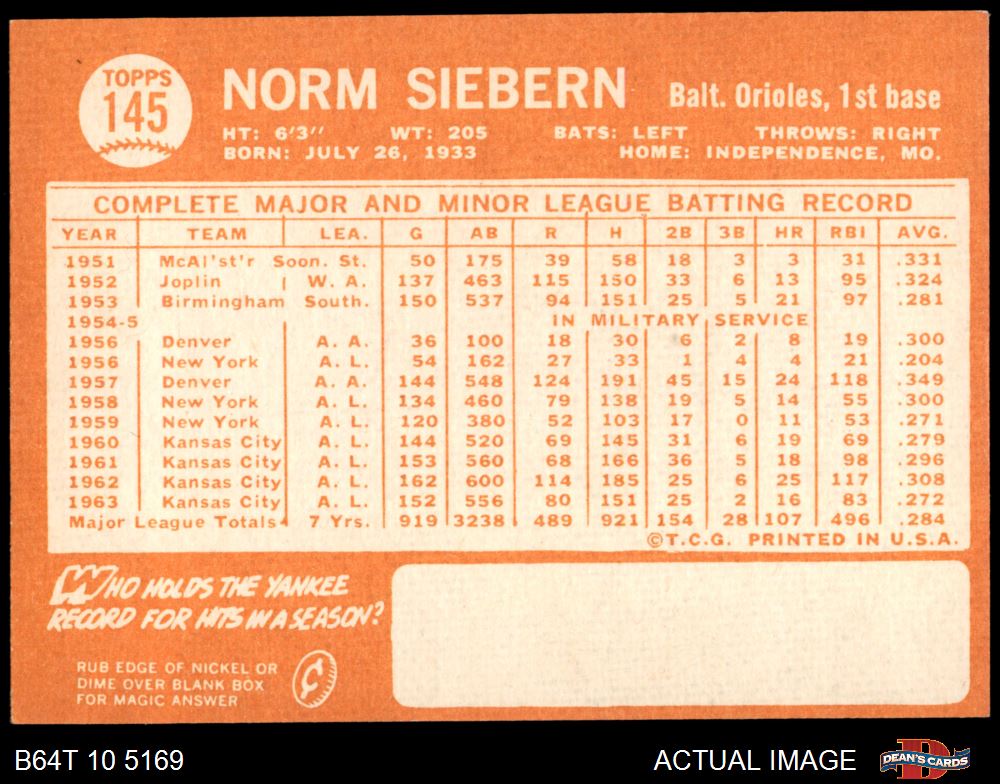 TOPPS
145
NORM SIEBERN Balt. Orioles, 1st base
HT: 6'3" WT: 205 BATS: LEFT THROWS: RIGHT
BORN: JULY 26, 1933 HOME: INDEPENDENCE, MO.
COMPLETE MAJOR AND MINOR LEAGUE BATTING RECORD
YEAR TEAM LEA. G AB R H 2B 3B HR RBI AVG.
1951 McAl'st'r Soon. St. 50 175 39 58 18 3 3 31 .331
1952 Joplin W. A. 137 463 115 150 33 6 13 95 .324
1953 Birmingham South. 150 537 94 151 25 5 21 97 .281
1954-5 IN MILITARY SERVICE
1956 Denver A. A. 36 100 18 30 6 2 8 19 .300
1956 New York A. L. 54 162 27 33 1 4 4 21 .204
1957 Denver A. A. 144 548 124 191 45 15 24 118 .349
1958 New York A. L. 134 460 79 138 19 5 14 55 .300
1959 New York A. L. 120 380 52 103 17 0 11 53 .271
1960 Kansas City A. L. 144 520 69 145 31 6 19 69 .279
1961 Kansas City A. L. 153 560 68 166 36 5 18 98 .296
1962 Kansas City A. L. 162 600 114 185 25 6 25 117 .308
1963 Kansas City A. L. 152 556 80 151 25 2 16 83 .272
Major League Totals 7 Yrs. 919 3238 489 921 154 28 107 496 .284
©T.C.G. PRINTED IN U.S.A.
WHO HOLDS THE YANKEE
RECORD FOR HITS IN A SEASON?
RUB EDGE OF NICKEL OR
DIME OVER BLANK BOX
FOR MAGIC ANSWER
¢
B64T 10 5169 ACTUAL IMAGE D DEAN'S CARDS